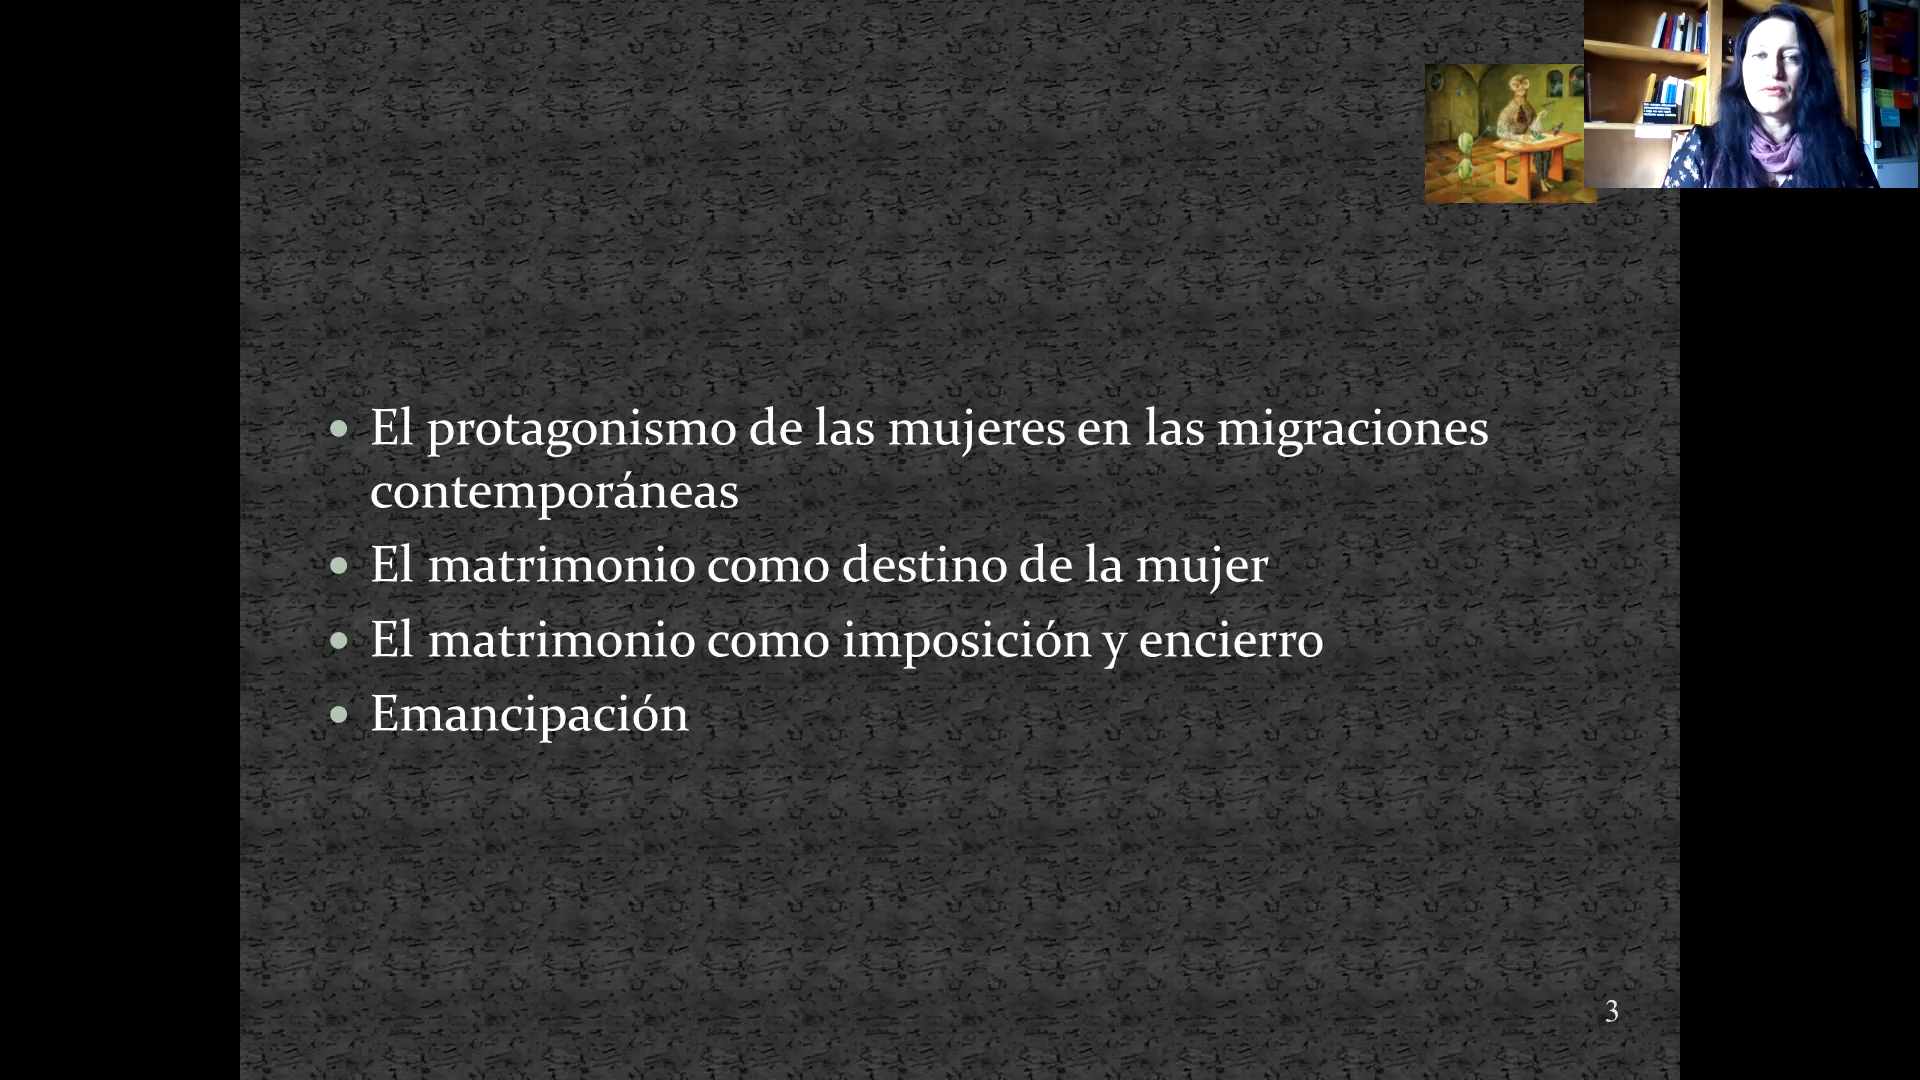 El protagonismo de las mujeres en las migraciones
contemporáneas
El matrimonio como destino de la mujer
El matrimonio como imposición y encierro
Emancipación
3